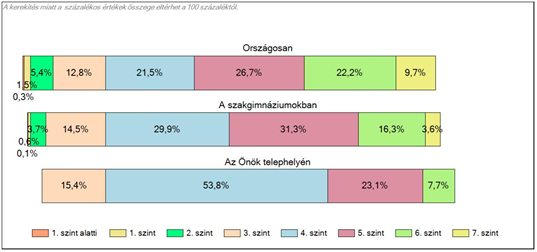 A kerekítés miatt a százalékos értékek összege eltérhet a 100 százaléktól.
Országosan
5,4% 12,8% 21,5% 26,7% 22,2% 9,7%
1,5%
0,3%
A szakgimnáziumokban
3,7% 14,5% 29,9% 31,3% 16,3% 3,6%
0,6%
0,1%
Az Önök telephelyén
15,4% 53,8% 23,1% 7,7%
1. szint alatti 1. szint 2. szint 3. szint 4. szint 5. szint 6. szint 7. szint